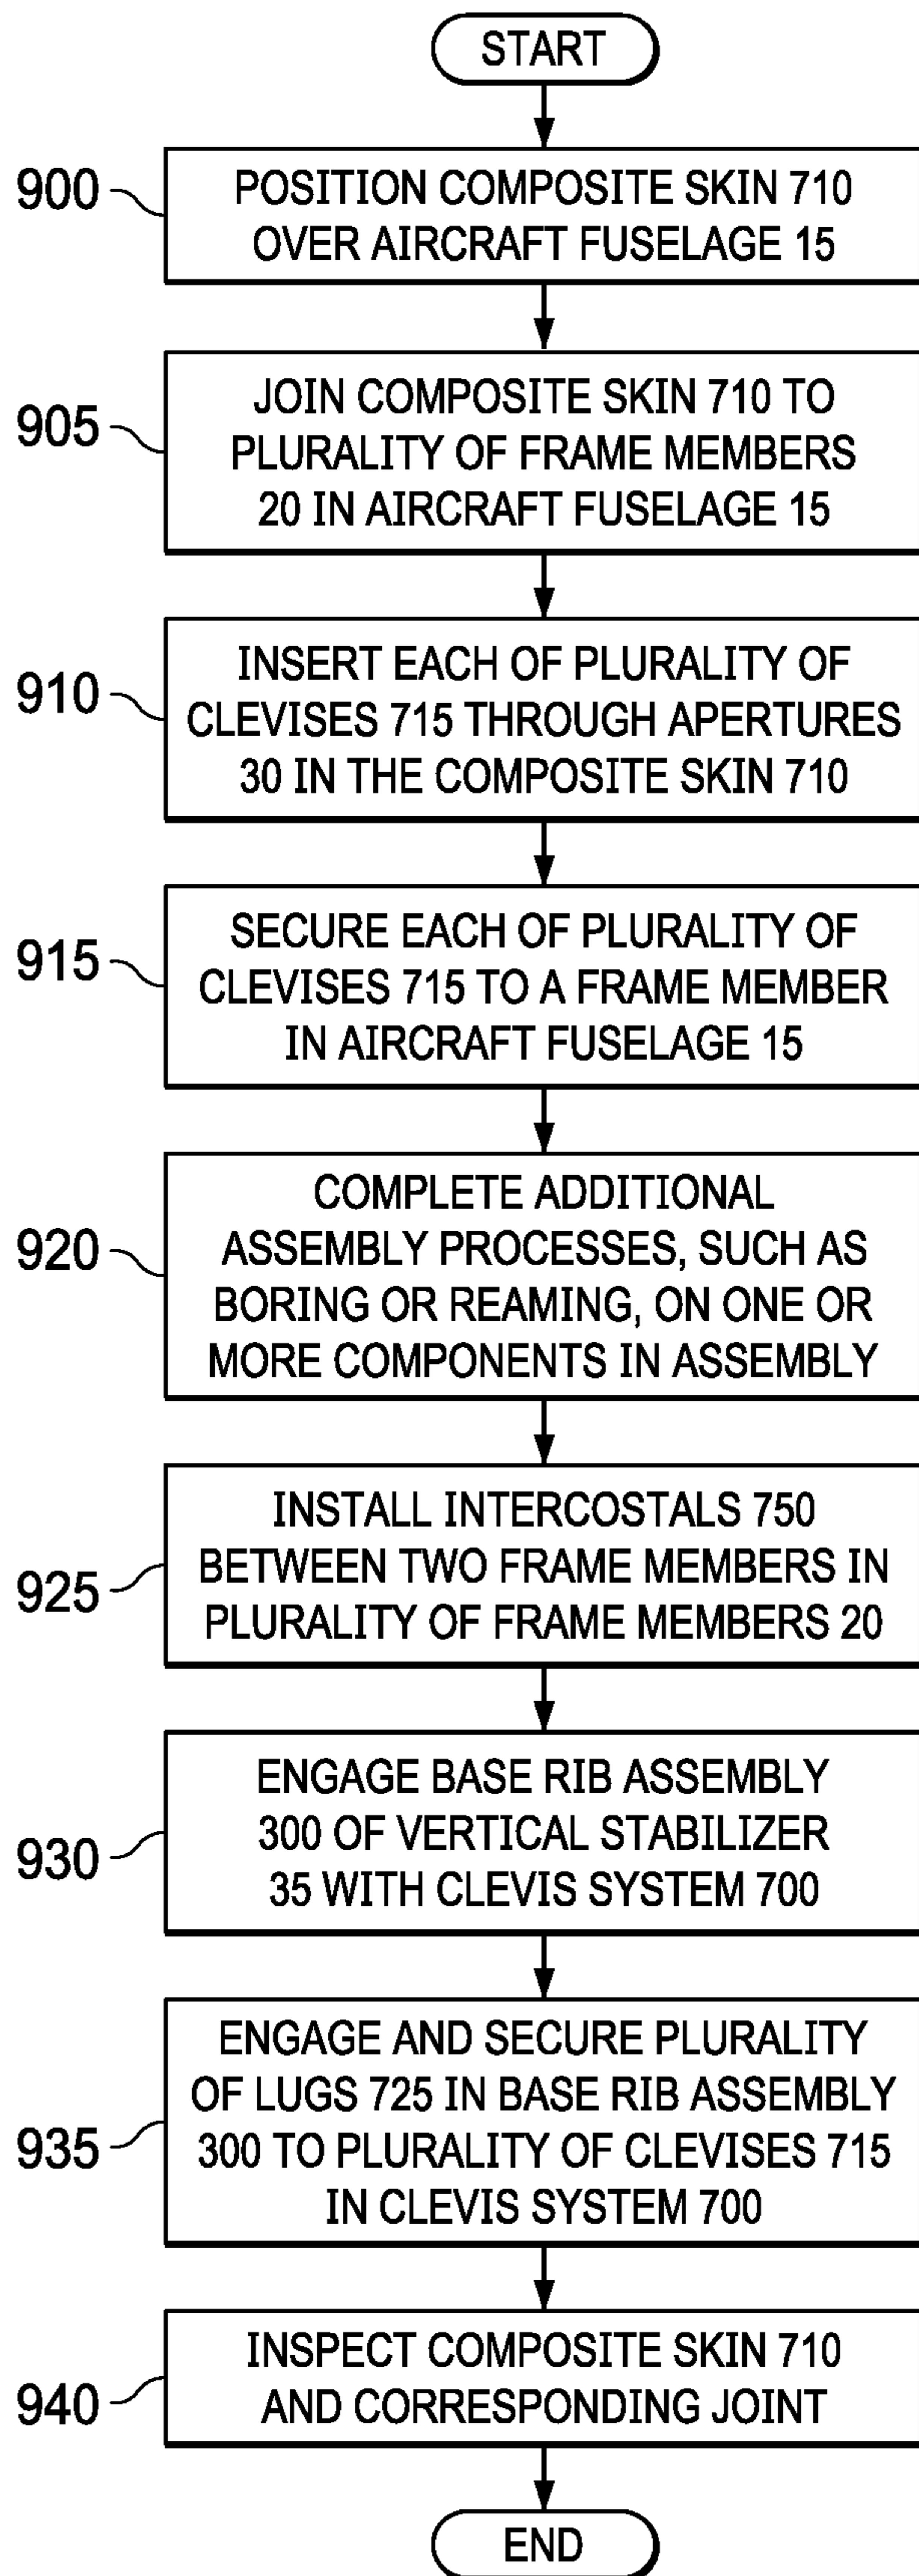 START
900
POSITION COMPOSITE SKIN 710
OVER AIRCRAFT FUSELAGE 15
905
JOIN COMPOSITE SKIN 710 TO
PLURALITY OF FRAME MEMBERS
20 IN AIRCRAFT FUSELAGE 15
910
INSERT EACH OF PLURALITY OF
CLEVISES 715 THROUGH APERTURES
30 IN THE COMPOSITE SKIN 710
915
SECURE EACH OF PLURALITY OF
CLEVISES 715 TO A FRAME MEMBER
IN AIRCRAFT FUSELAGE 15
920
COMPLETE ADDITIONAL
ASSEMBLY PROCESSES, SUCH AS
BORING OR REAMING, ON ONE OR
MORE COMPONENTS IN ASSEMBLY
925
INSTALL INTERCOSTALS 750
BETWEEN TWO FRAME MEMBERS IN
PLURALITY OF FRAME MEMBERS 20
930
ENGAGE BASE RIB ASSEMBLY
300 OF VERTICAL STABILIZER
35 WITH CLEVIS SYSTEM 700
935
ENGAGE AND SECURE PLURALITY
OF LUGS 725 IN BASE RIB ASSEMBLY
300 TO PLURALITY OF CLEVISES 715
IN CLEVIS SYSTEM 700
940
INSPECT COMPOSITE SKIN 710
AND CORRESPONDING JOINT
END